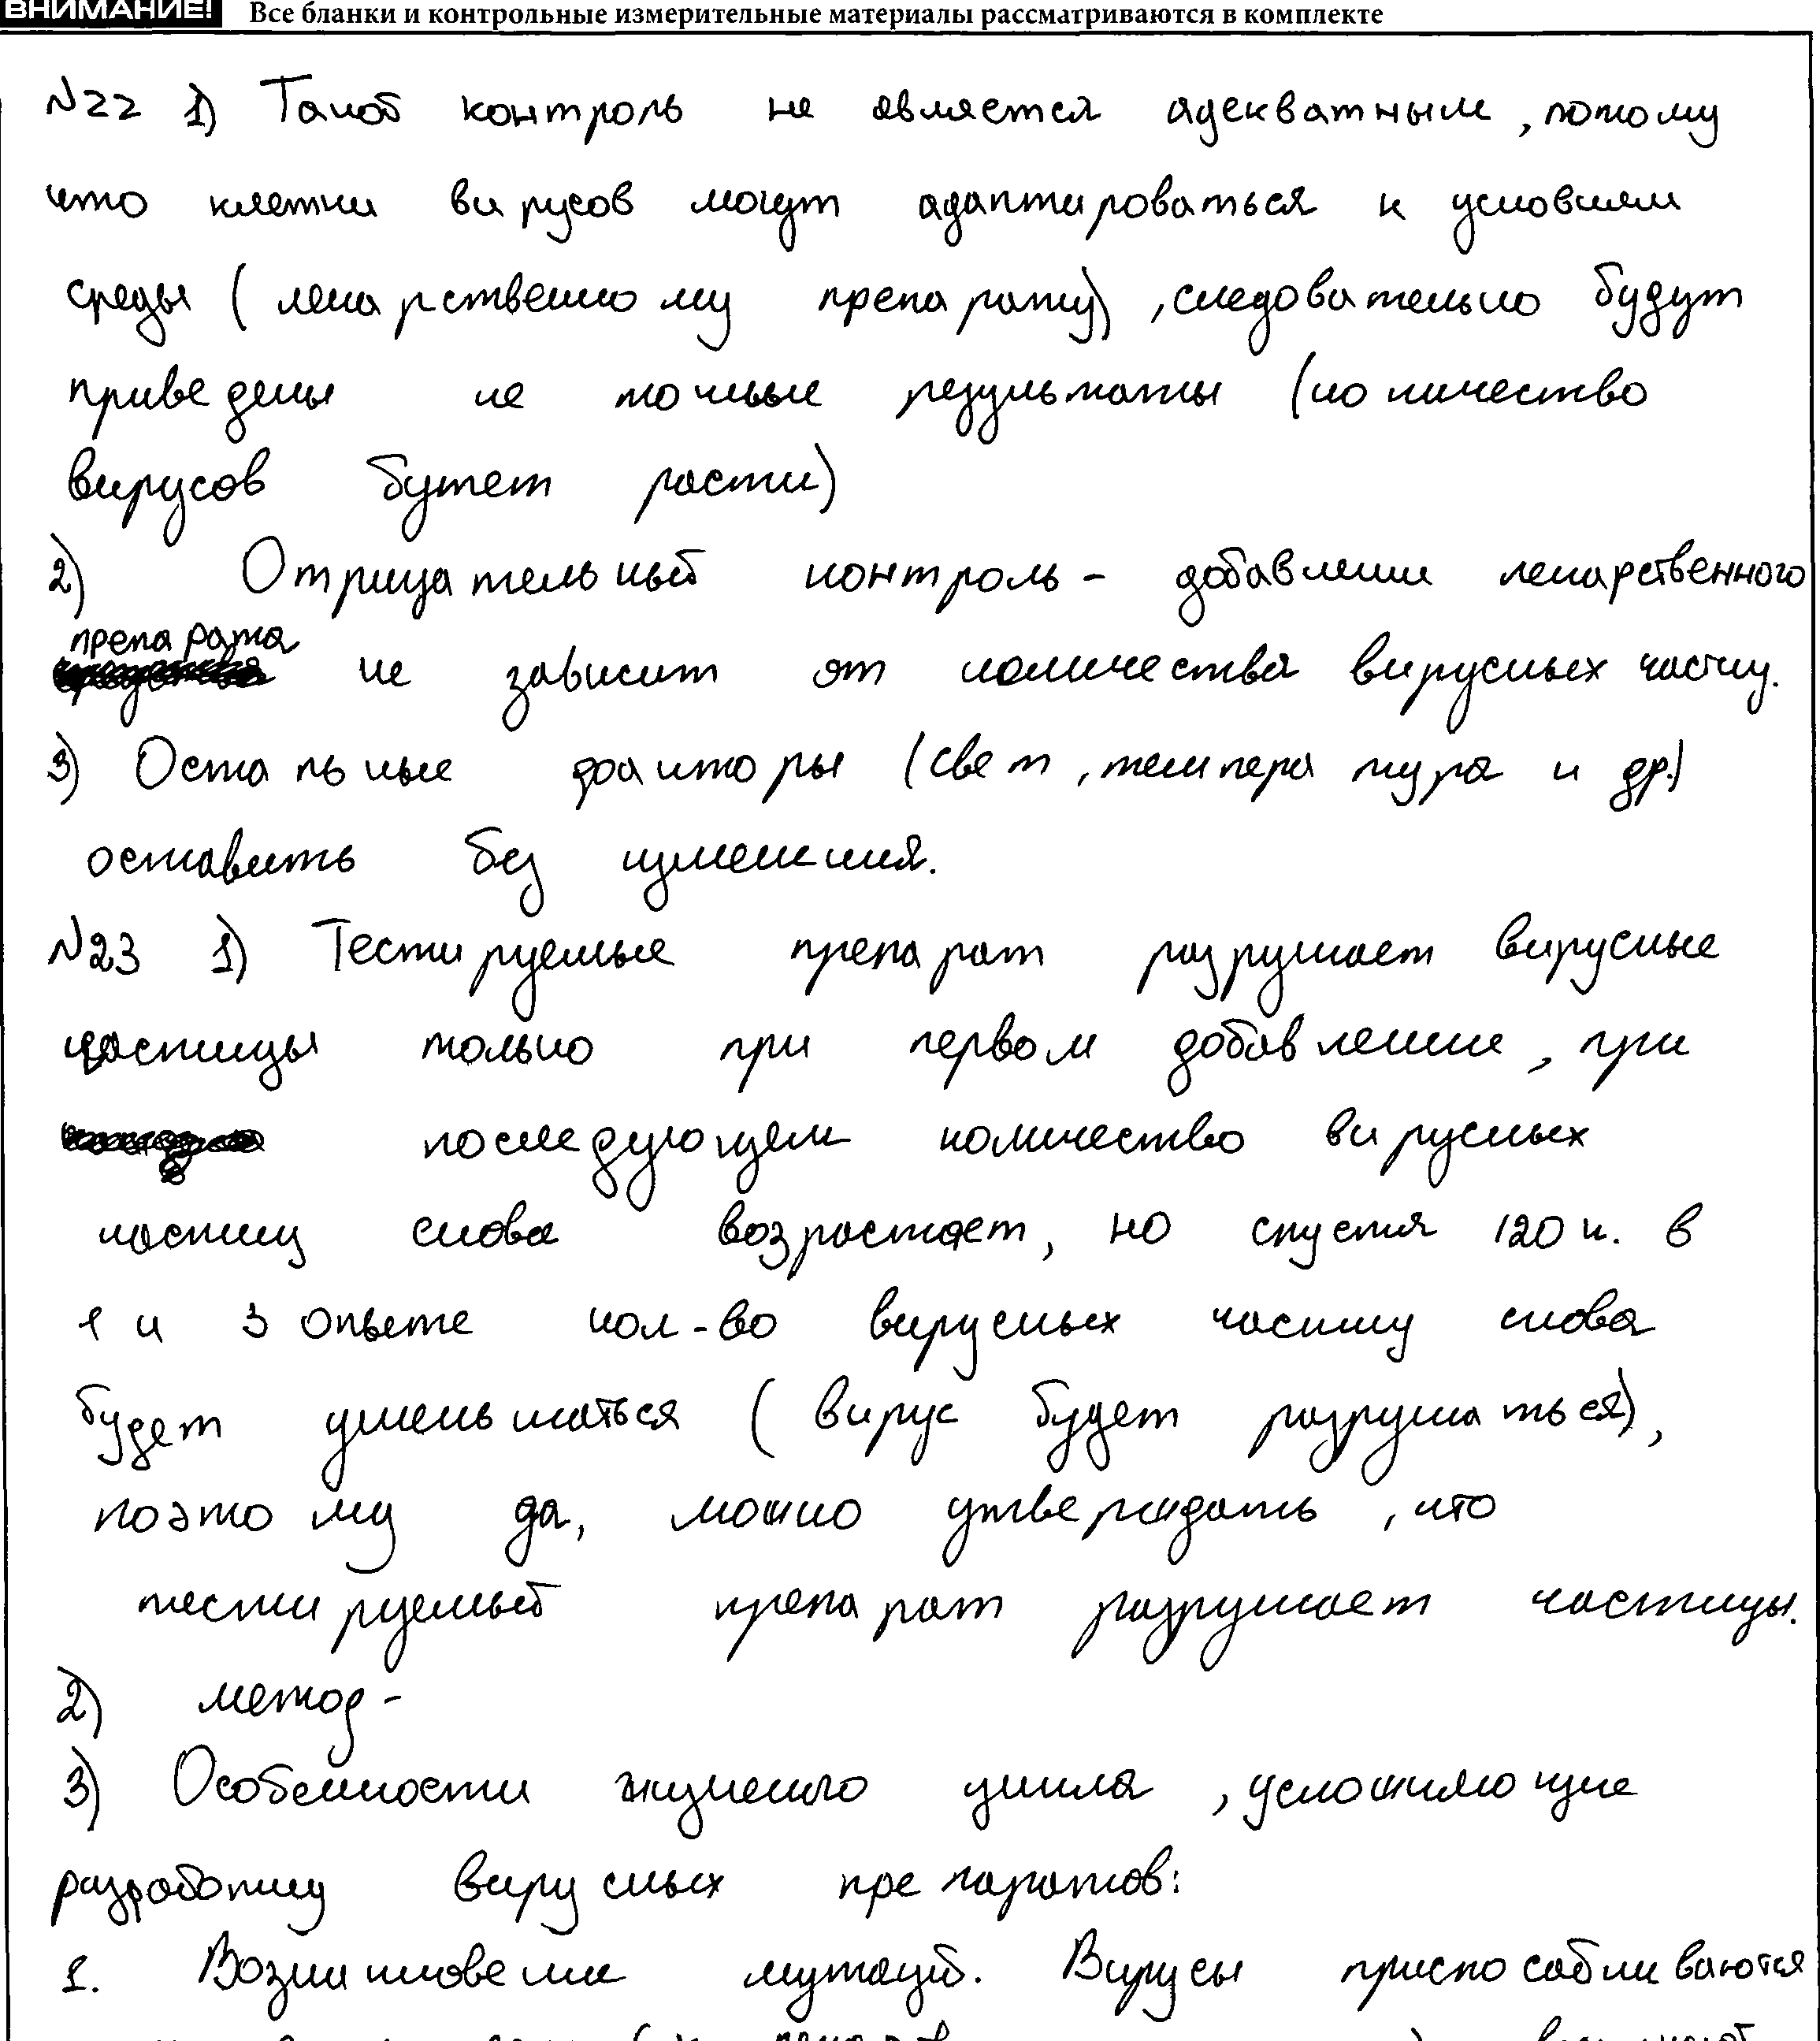 ВНИМАНИЕ! Все бланки и контрольные измерительные материалы рассматриваются в комплекте
№22 1) Такой контроль не является адекватным, потому
что клетки вирусов могут адаптироваться к условиям
среды (лекарственному препарату), следовательно будут
приведены не точные результаты (количество
вирусов бутет расти)
2) Отрицательный контроль - добавление лекарственного
препарата не зависит от количества вирусных частиц.
3) Остальные факторы (свет, температура и др.)
оставить без изменения.
№23 1) Тестируемые препарат разрушает вирусные
частицы только при первом добавление, при
последующем количество вирусных
частиц снова возрастает, но спустя 120 ч. в
1 и 3 опыте кол-во вирусных частиц снова
будет уменьшаться (вирус будет разрушаться),
поэтому да, можно утверждать, что
тестируемый препарат разрушает частицы.
2) метод -
3) Особенности жизненого цикла, усложняющие
разработку вирусных препаратов:
1. Возникновение мутаций. Вирусы приспосабливаются